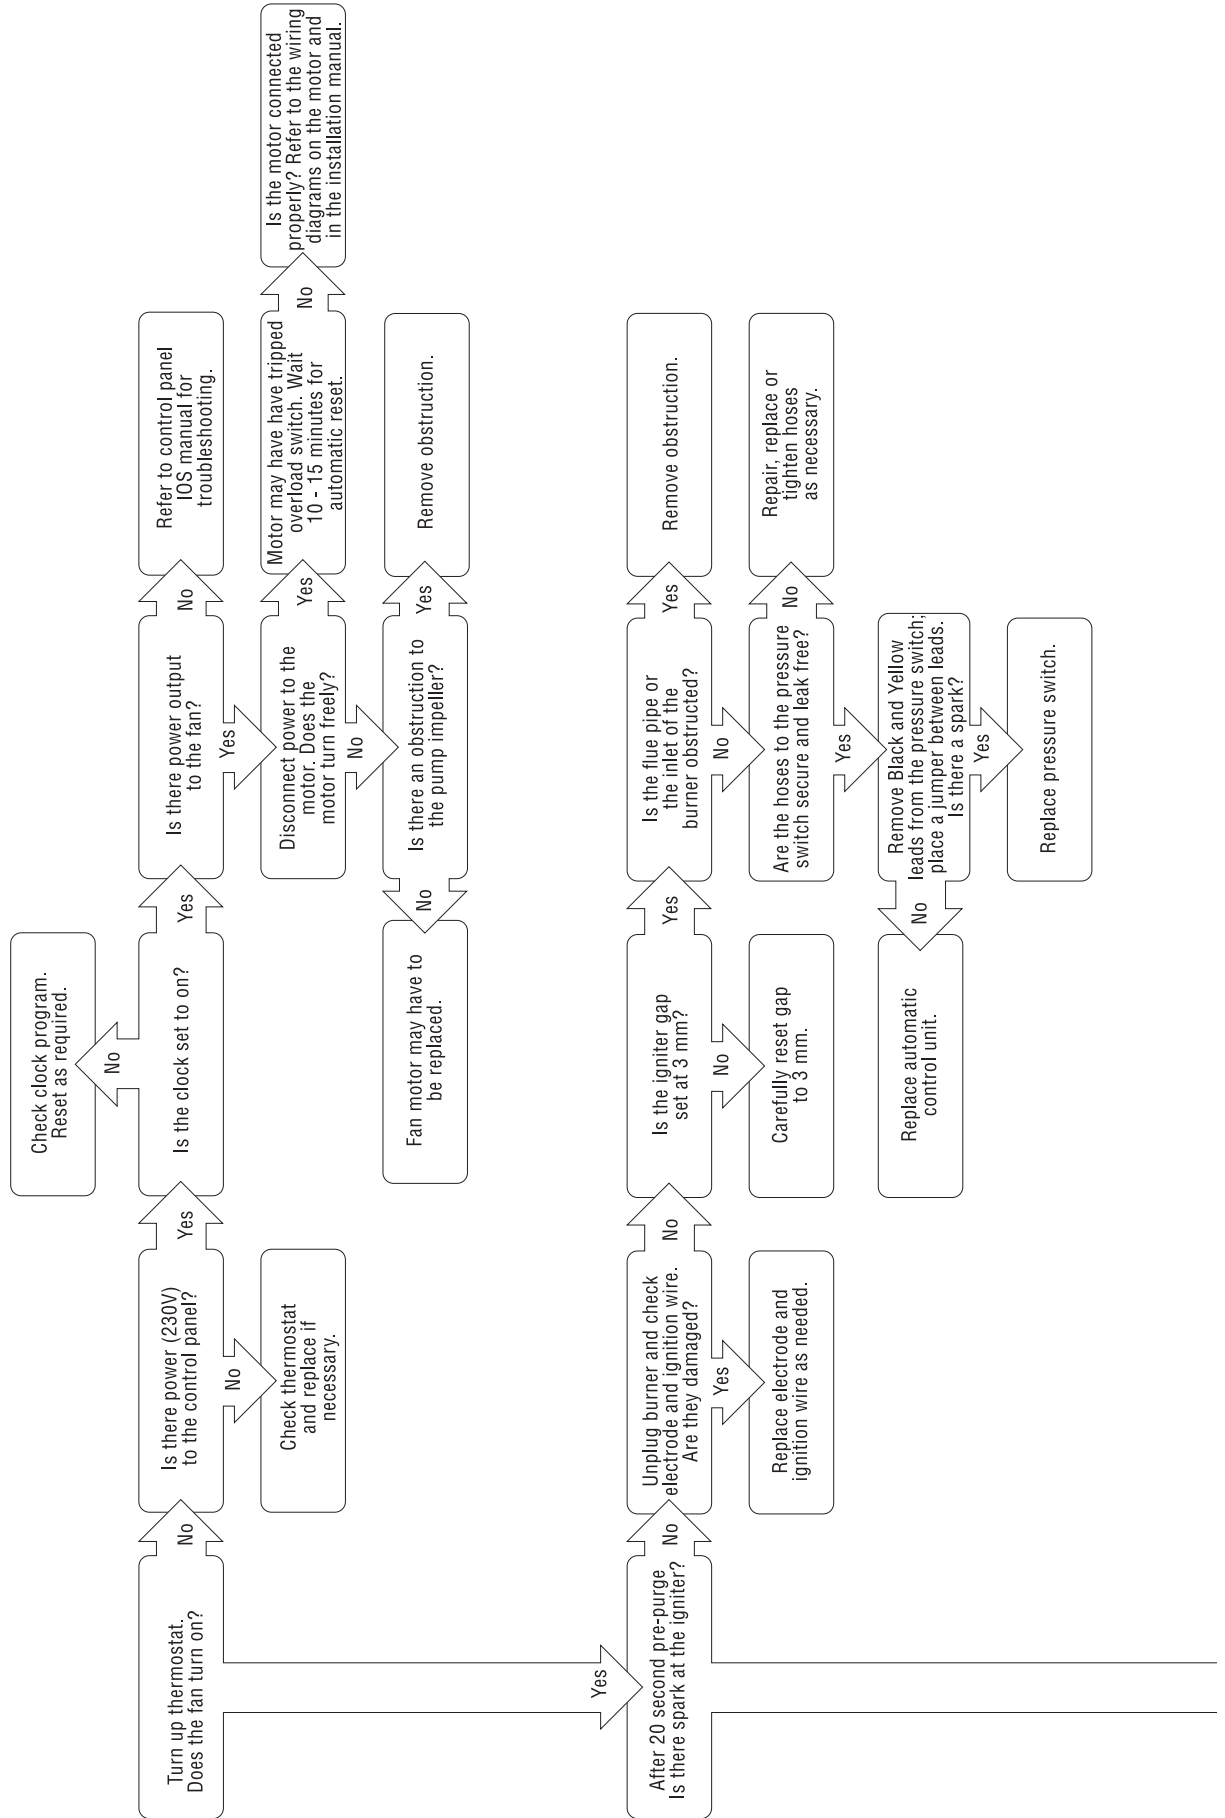 Turn up thermostat.
Does the fan turn on?
No
Is there power (230V)
to the control panel?
Yes
Is the clock set to on?
Yes
Is there power output
to the fan?
No
Refer to control panel
IOS manual for
troubleshooting.
No
Check clock program.
Reset as required.
No
Check thermostat
and replace if
necessary.
Yes
Disconnect power to the
motor. Does the
motor turn freely?
Yes
Motor may have have tripped
overload switch. Wait
10 - 15 minutes for
automatic reset.
No
Is the motor connected
properly? Refer to the wiring
diagrams on the motor and
in the installation manual.
No
Is there an obstruction to
the pump impeller?
Yes
Remove obstruction.
No
Fan motor may have to
be replaced.
Yes
After 20 second pre-purge
Is there spark at the igniter?
No
Unplug burner and check
electrode and ignition wire.
Are they damaged?
No
Is the igniter gap
set at 3 mm?
Yes
Is the flue pipe or
the inlet of the
burner obstructed?
Yes
Remove obstruction.
Yes
Replace electrode and
ignition wire as needed.
No
Carefully reset gap
to 3 mm.
No
Are the hoses to the pressure
switch secure and leak free?
No
Repair, replace or
tighten hoses
as necessary.
Yes
Remove Black and Yellow
leads from the pressure switch;
place a jumper between leads.
Is there a spark?
No
Replace automatic
control unit.
Yes
Replace pressure switch.